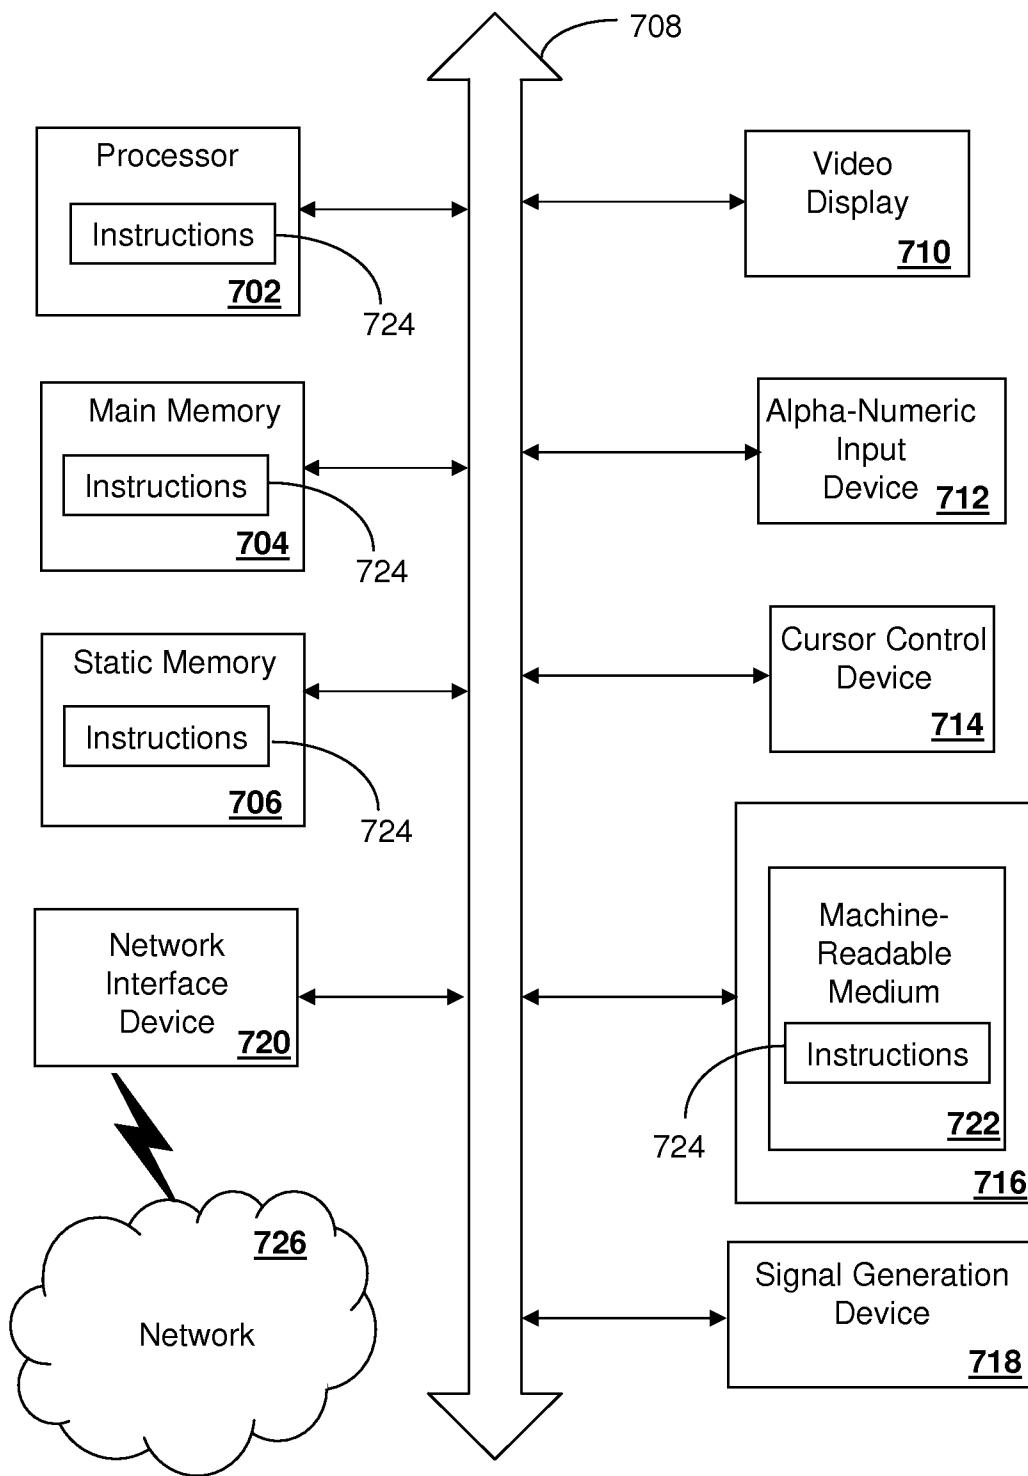 708
Processor
Instructions
702
724
Main Memory
Instructions
704
724
Static Memory
Instructions
706
724
Network
Interface
Device
720
726
Network
Video
Display
710
Alpha-Numeric
Input
Device
712
Cursor Control
Device
714
Machine-
Readable
Medium
Instructions
724
722
716
Signal Generation
Device
718